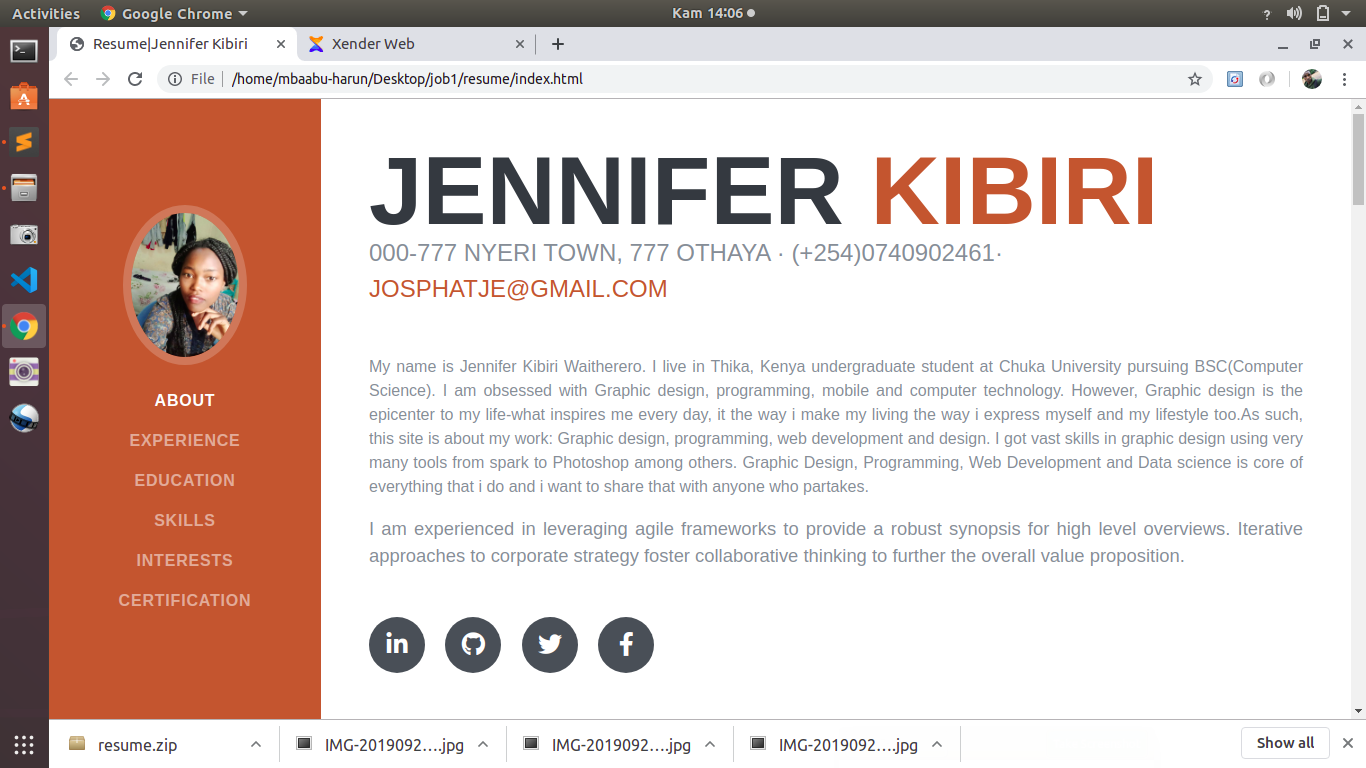 Activities Google Chrome Kam 14:06
Resume|Jennifer Kibiri Xender Web
File /home/mbaabu-harun/Desktop/job1/resume/index.html
JENNIFER KIBIRI
000-777 NYERI TOWN, 777 OTHAYA · (+254)0740902461·
JOSPHATJE@GMAIL.COM
My name is Jennifer Kibiri Waitherero. I live in Thika, Kenya undergraduate student at Chuka University pursuing BSC(Computer
Science). I am obsessed with Graphic design, programming, mobile and computer technology. However, Graphic design is the
epicenter to my life-what inspires me every day, it the way i make my living the way i express myself and my lifestyle too.As such,
this site is about my work: Graphic design, programming, web development and design. I got vast skills in graphic design using very
many tools from spark to Photoshop among others. Graphic Design, Programming, Web Development and Data science is core of
everything that i do and i want to share that with anyone who partakes.
I am experienced in leveraging agile frameworks to provide a robust synopsis for high level overviews. Iterative
approaches to corporate strategy foster collaborative thinking to further the overall value proposition.
ABOUT
EXPERIENCE
EDUCATION
SKILLS
INTERESTS
CERTIFICATION
resume.zip IMG-2019092....jpg IMG-2019092....jpg IMG-2019092....jpg Show all